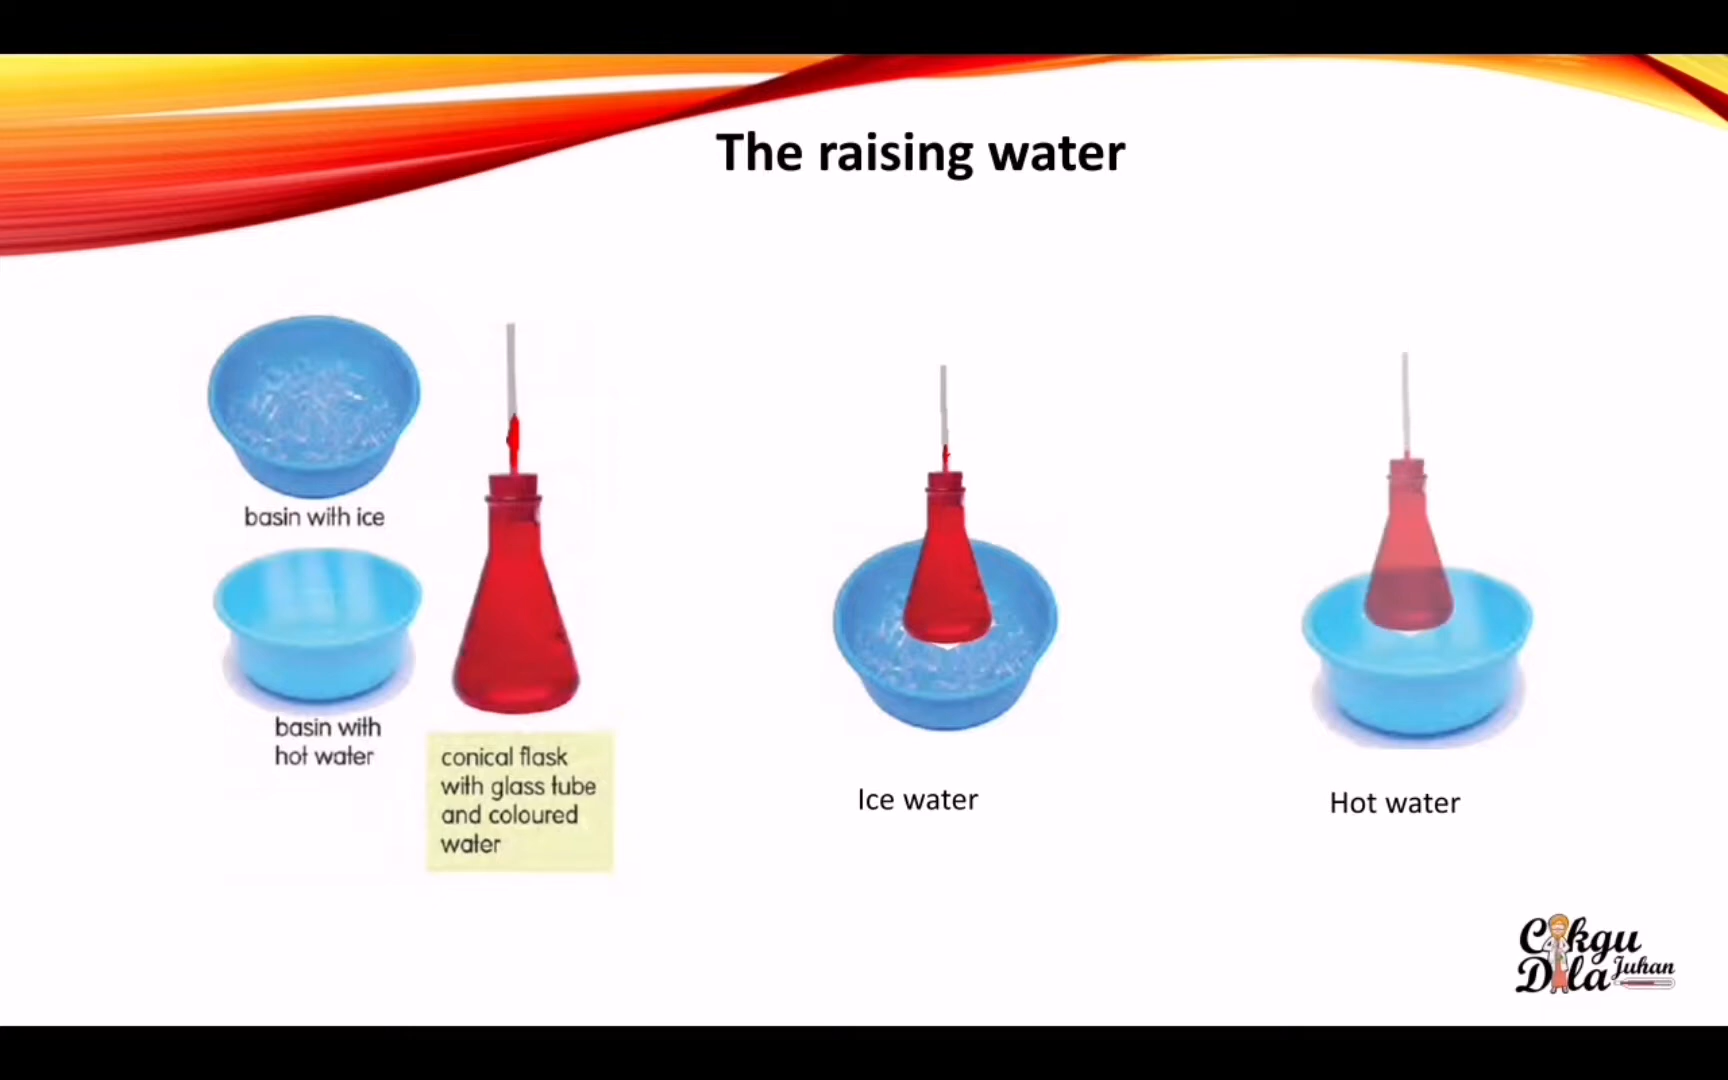 The raising water
basin with ice
basin with
hot water
conical flask
with glass tube
and coloured
water
Ice water
Hot water
Cikgu
Dila Juhan